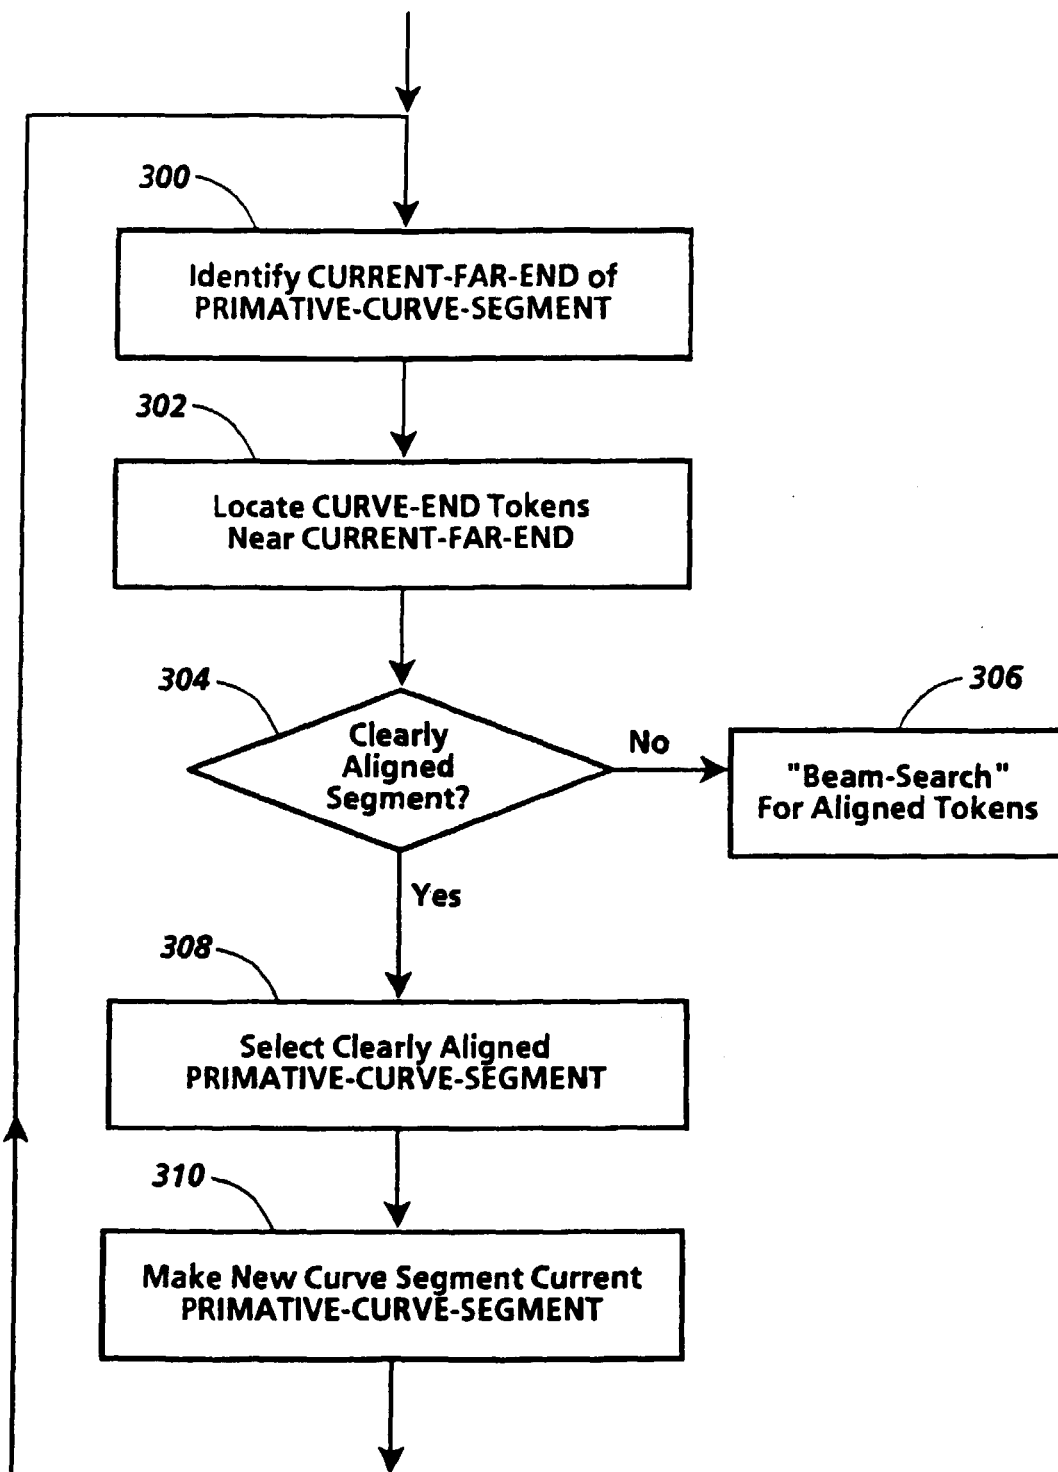 300
Identify CURRENT-FAR-END of
PRIMATIVE-CURVE-SEGMENT
302
Locate CURVE-END Tokens
Near CURRENT-FAR-END
304
Clearly
Aligned
Segment?
No
306
"Beam-Search"
For Aligned Tokens
Yes
308
Select Clearly Aligned
PRIMATIVE-CURVE-SEGMENT
310
Make New Curve Segment Current
PRIMATIVE-CURVE-SEGMENT